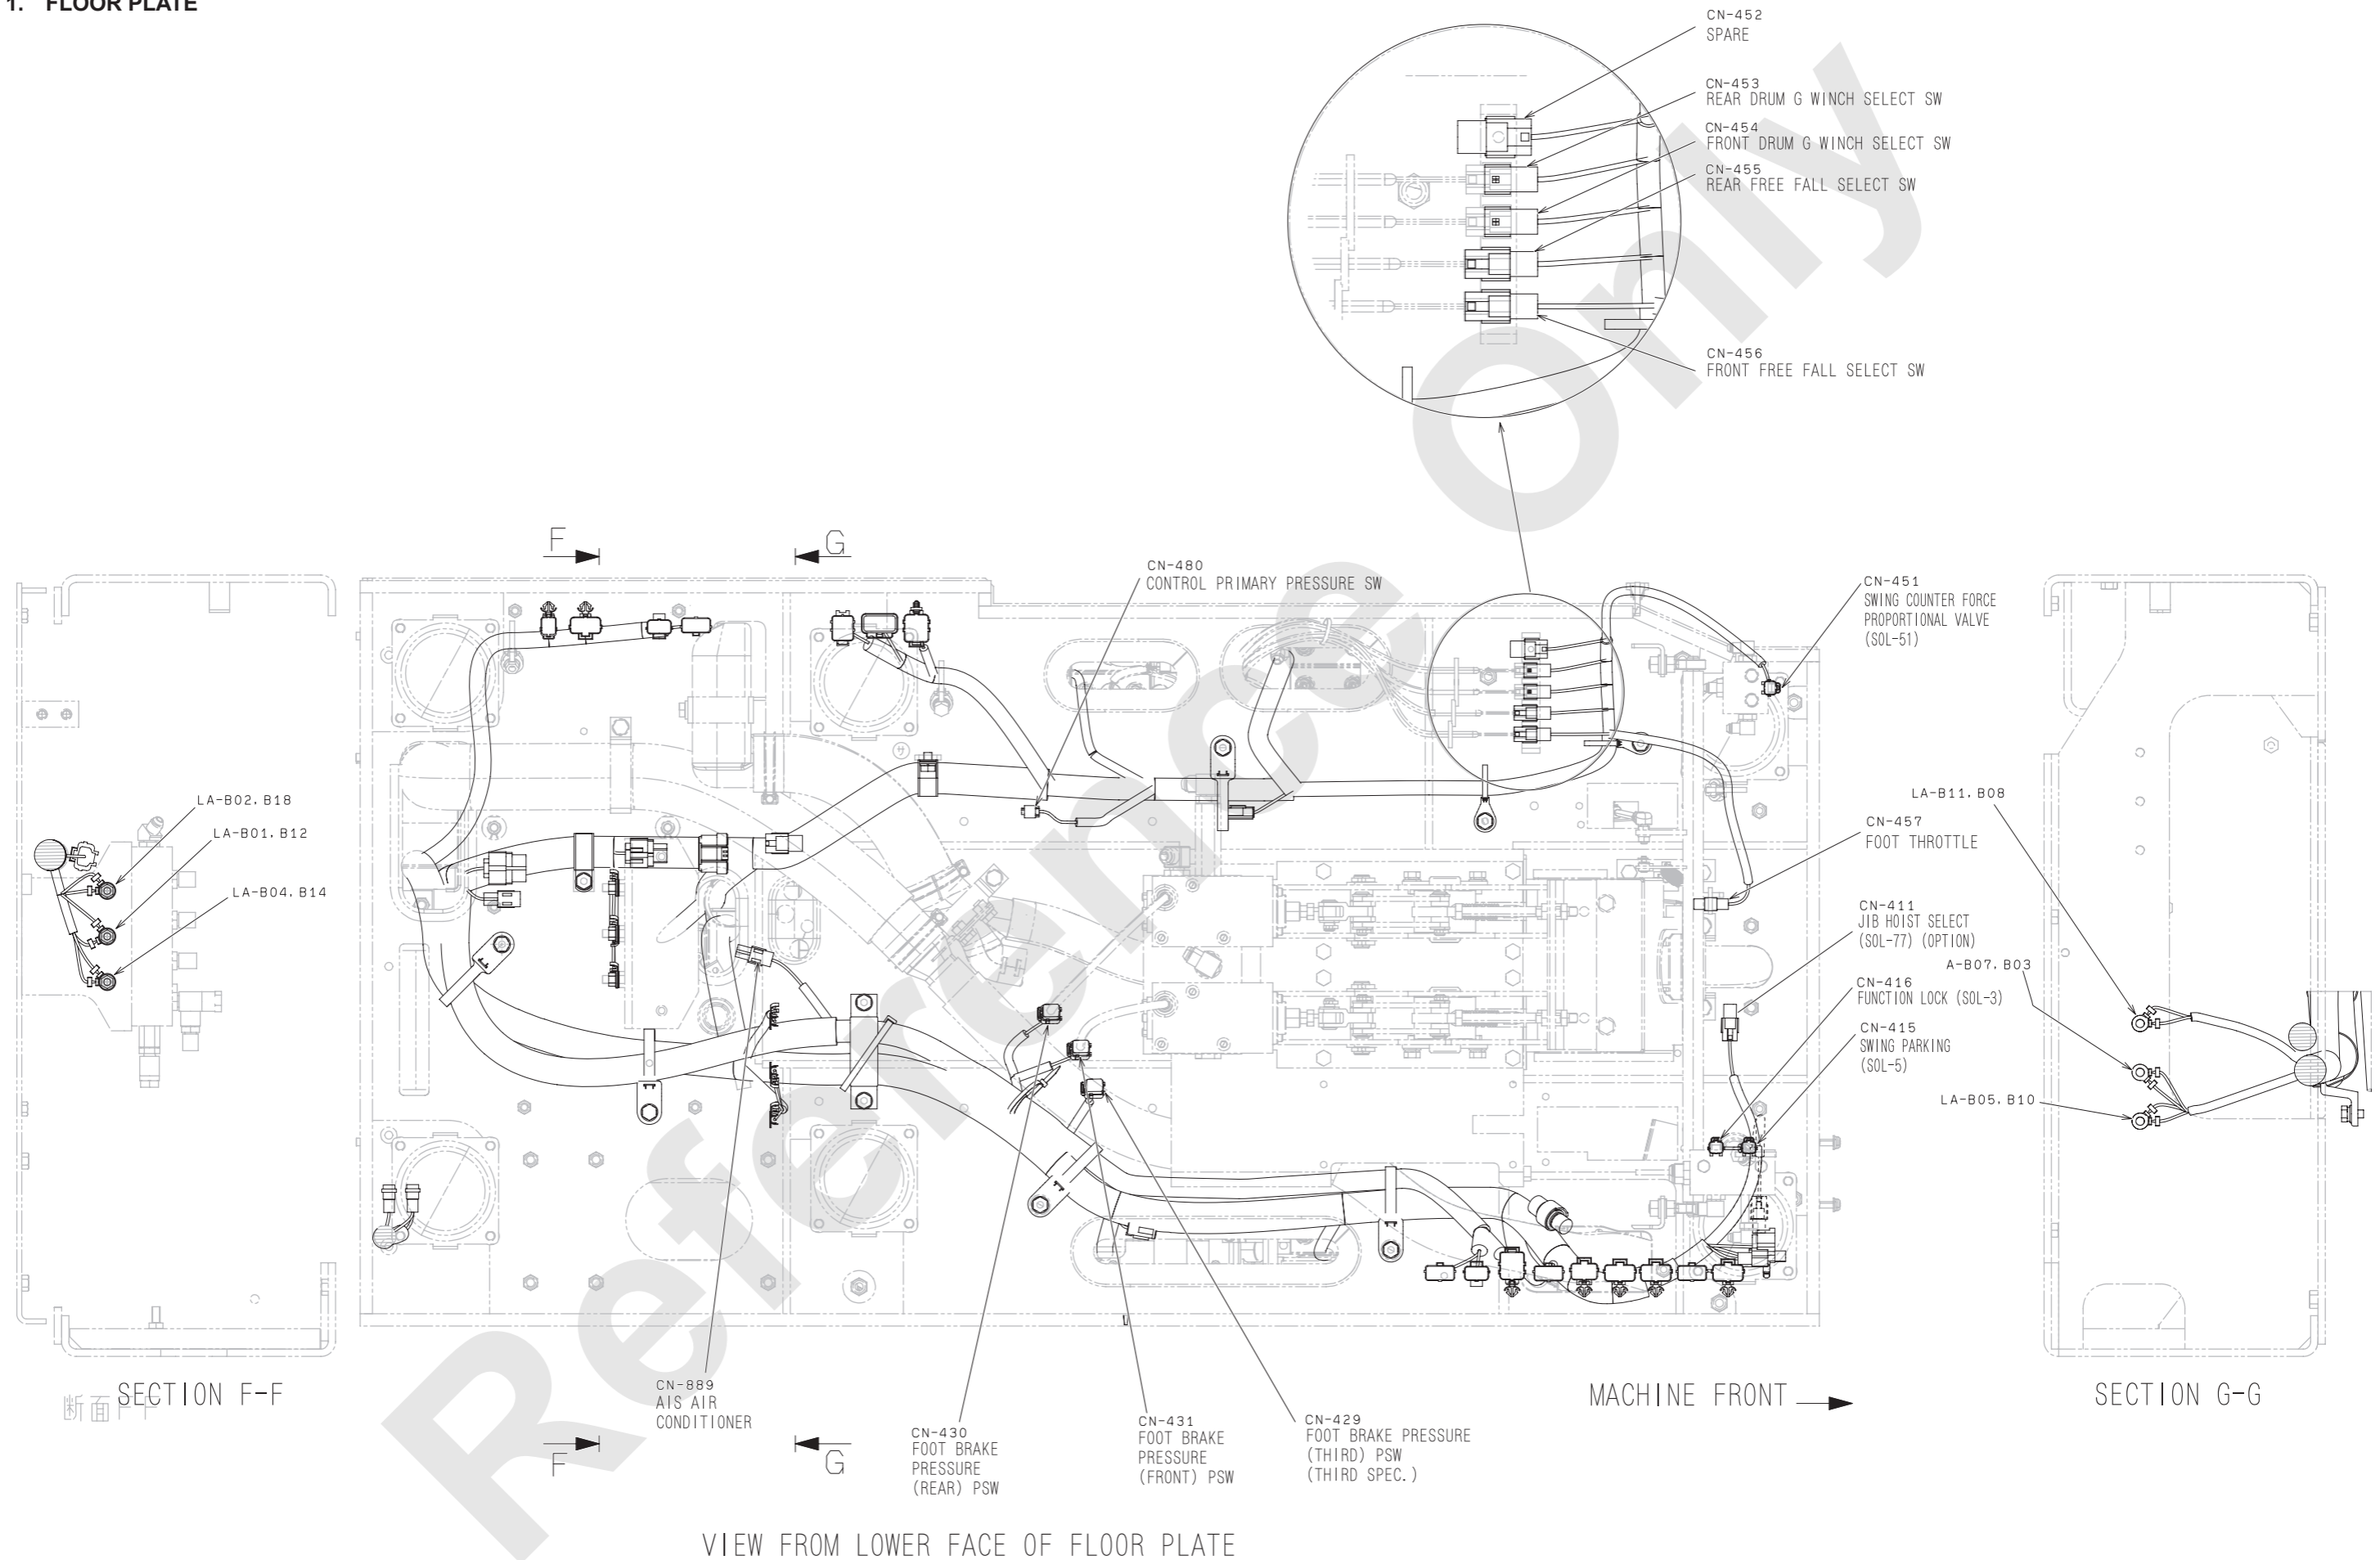 1. FLOOR PLATE
CN-452
SPARE
CN-453
REAR DRUM G WINCH SELECT SW
CN-454
FRONT DRUM G WINCH SELECT SW
CN-455
REAR FREE FALL SELECT SW
CN-456
FRONT FREE FALL SELECT SW
F
G
CN-480
CONTROL PRIMARY PRESSURE SW
CN-451
SWING COUNTER FORCE
PROPORTIONAL VALVE
(SOL-51)
LA-B02, B18
LA-B01, B12
LA-B04, B14
LA-B11, B08
CN-457
FOOT THROTTLE
CN-411
JIB HOIST SELECT
(SOL-77) (OPTION)
A-B07, B03
CN-416
FUNCTION LOCK (SOL-3)
CN-415
SWING PARKING
(SOL-5)
LA-B05, B10
断面F-F
SECTION F-F
CN-889
AIS AIR
CONDITIONER
MACHINE FRONT
SECTION G-G
F
G
CN-430
FOOT BRAKE
PRESSURE
(REAR) PSW
CN-431
FOOT BRAKE
PRESSURE
(FRONT) PSW
CN-429
FOOT BRAKE PRESSURE
(THIRD) PSW
(THIRD SPEC.)
VIEW FROM LOWER FACE OF FLOOR PLATE
Reference Only